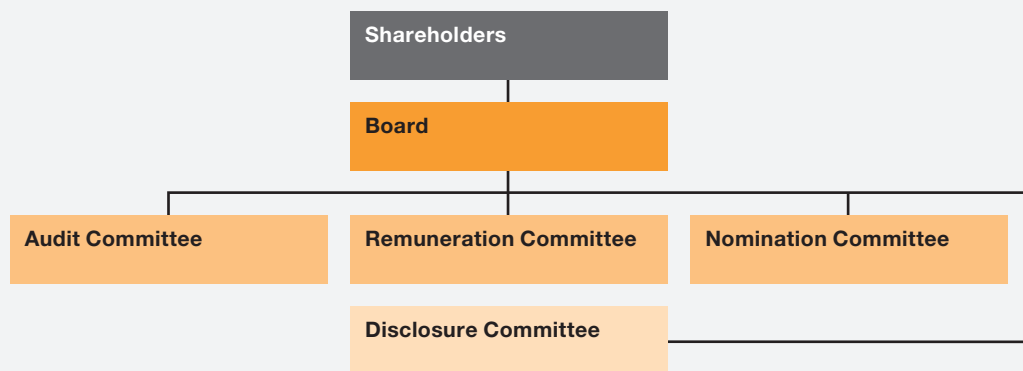 Shareholders
Board
Audit Committee
Remuneration Committee
Nomination Committee
Disclosure Committee